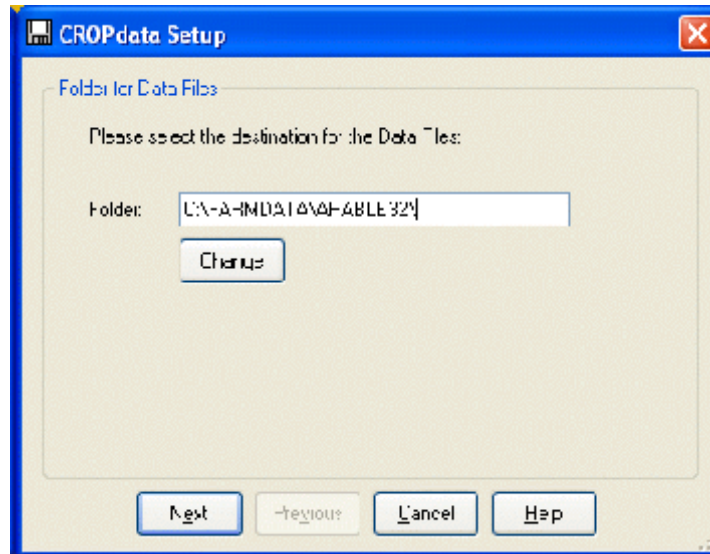 CROPdata Setup
Folder for Data Files
Please select the destination for the Data Files:
Folder: C:\FARMDATA\ARABLE32\
Change
Next Previous Cancel Help